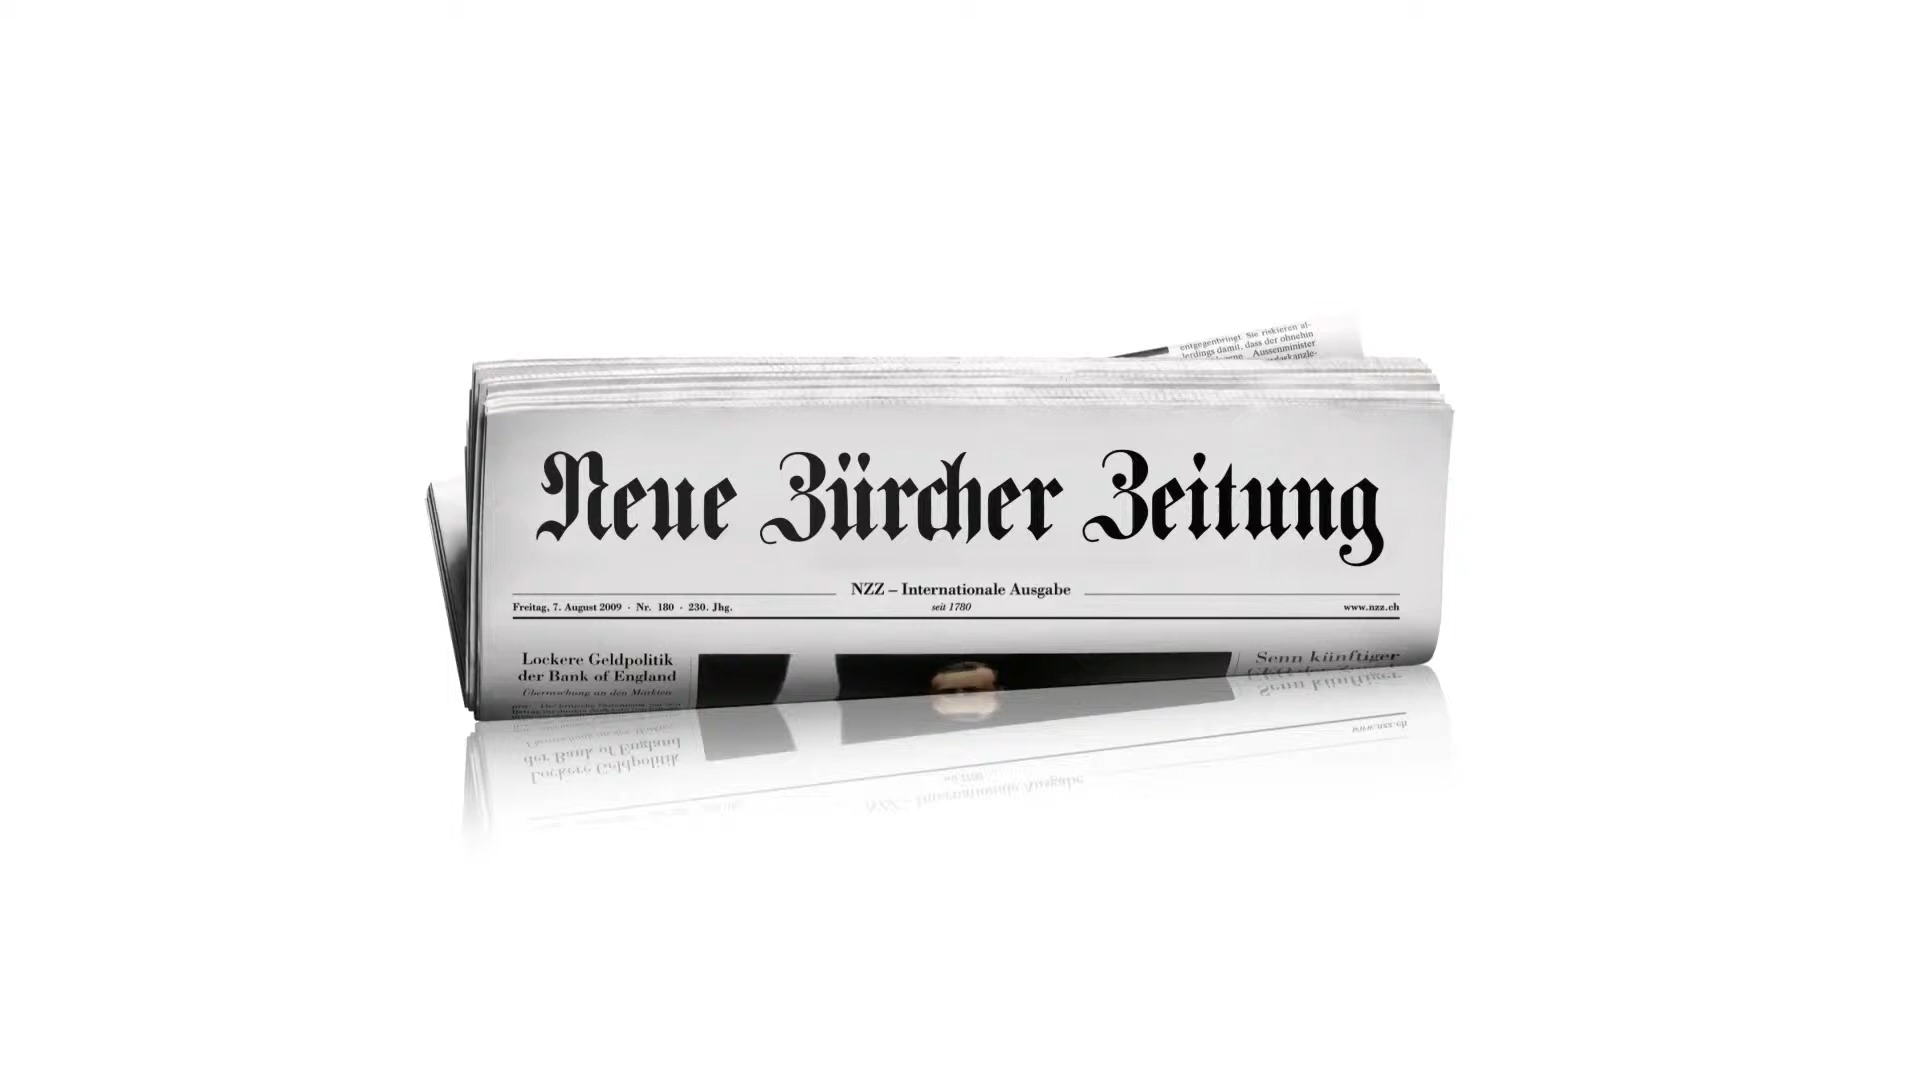 entgegenbringt. Sie riskieren al-
lerdings damit, dass der ohnehin
Aussenminister
Neue Zürcher Zeitung
NZZ – Internationale Ausgabe
Freitag, 7. August 2009 · Nr. 180 · 230. Jhg.
seit 1780
www.nzz.ch
Lockere Geldpolitik
der Bank of England
Überraschung an den Märkten
Senn künftiger